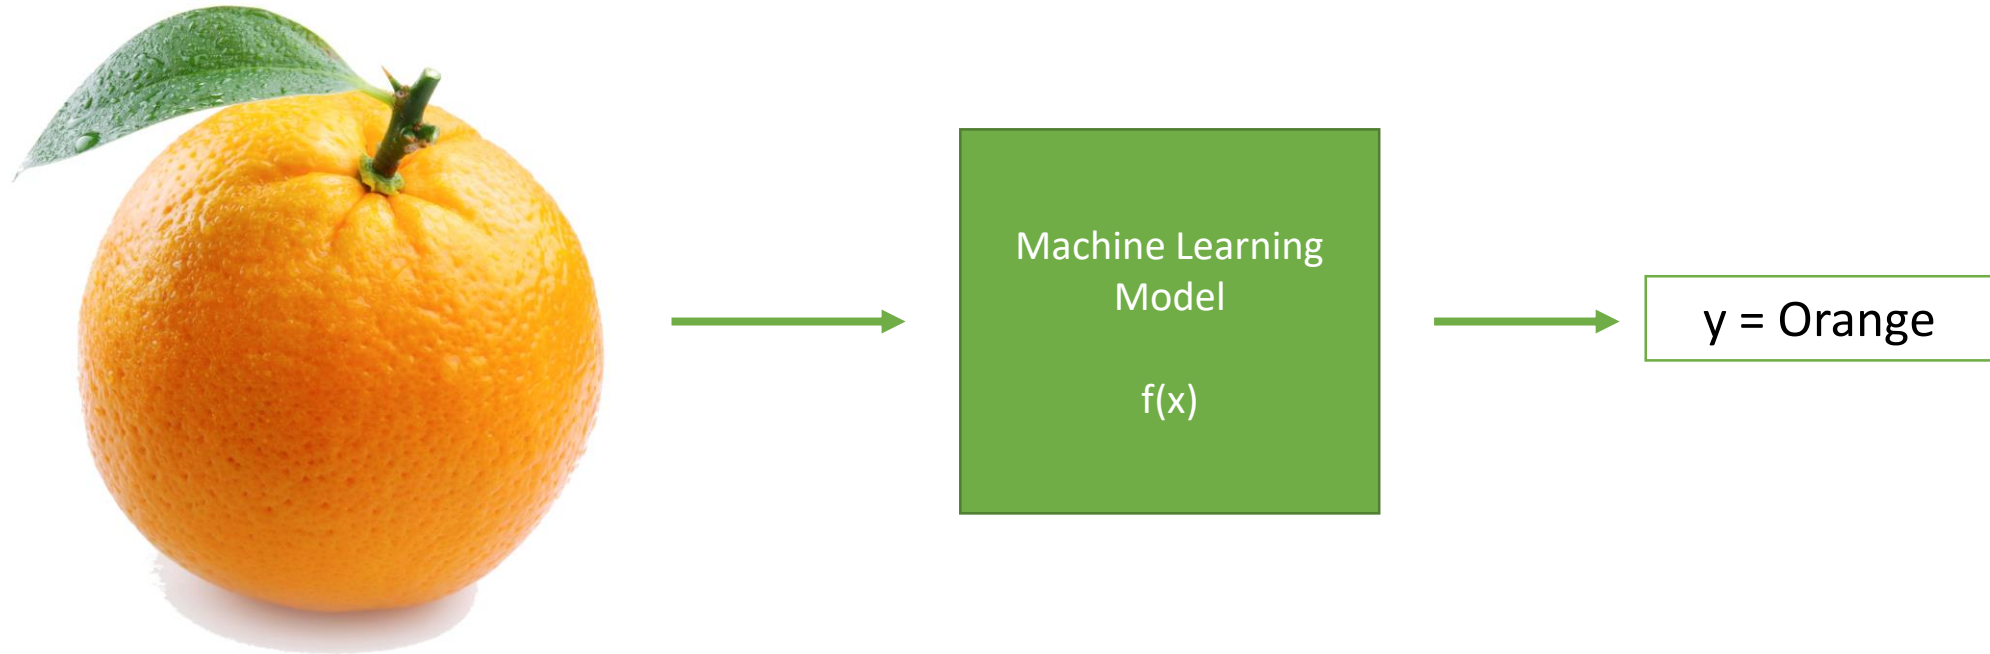 Machine Learning
Model
f(x)
y = Orange